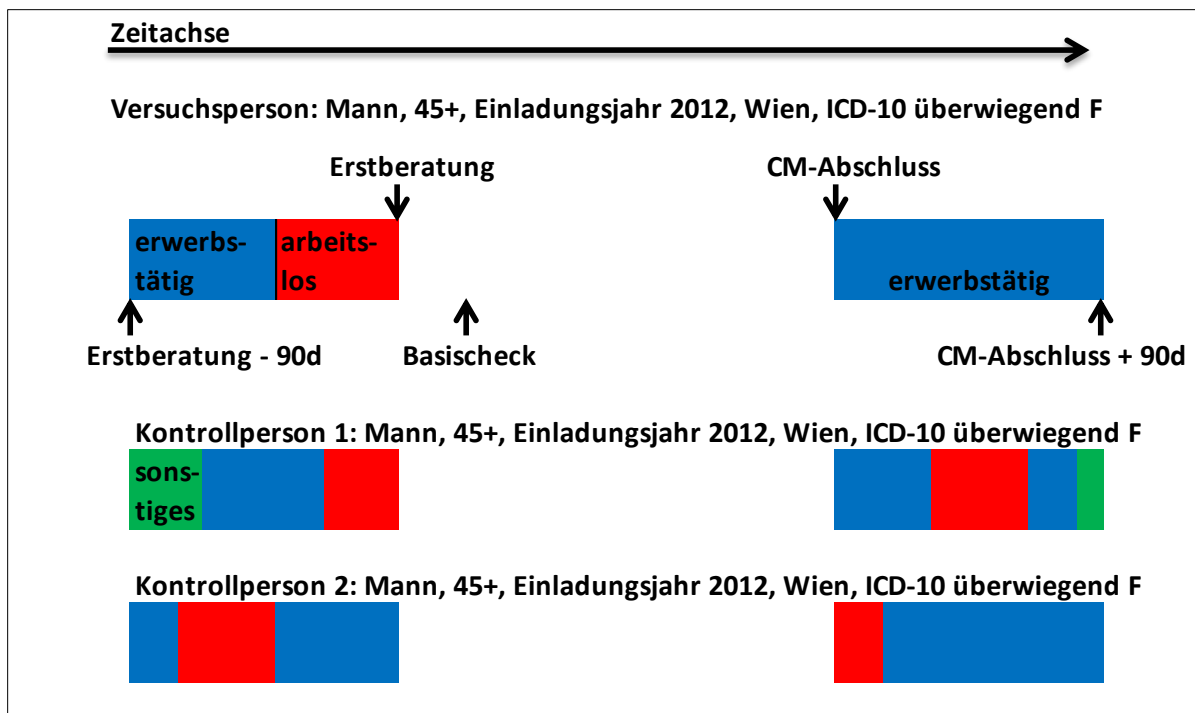 Zeitachse
Versuchsperson: Mann, 45+, Einladungsjahr 2012, Wien, ICD-10 überwiegend F
Erstberatung
CM-Abschluss
erwerbs-
tätig
arbeits-
los
erwerbstätig
Erstberatung - 90d
Basischeck
CM-Abschluss + 90d
Kontrollperson 1: Mann, 45+, Einladungsjahr 2012, Wien, ICD-10 überwiegend F
sons-
tiges
Kontrollperson 2: Mann, 45+, Einladungsjahr 2012, Wien, ICD-10 überwiegend F